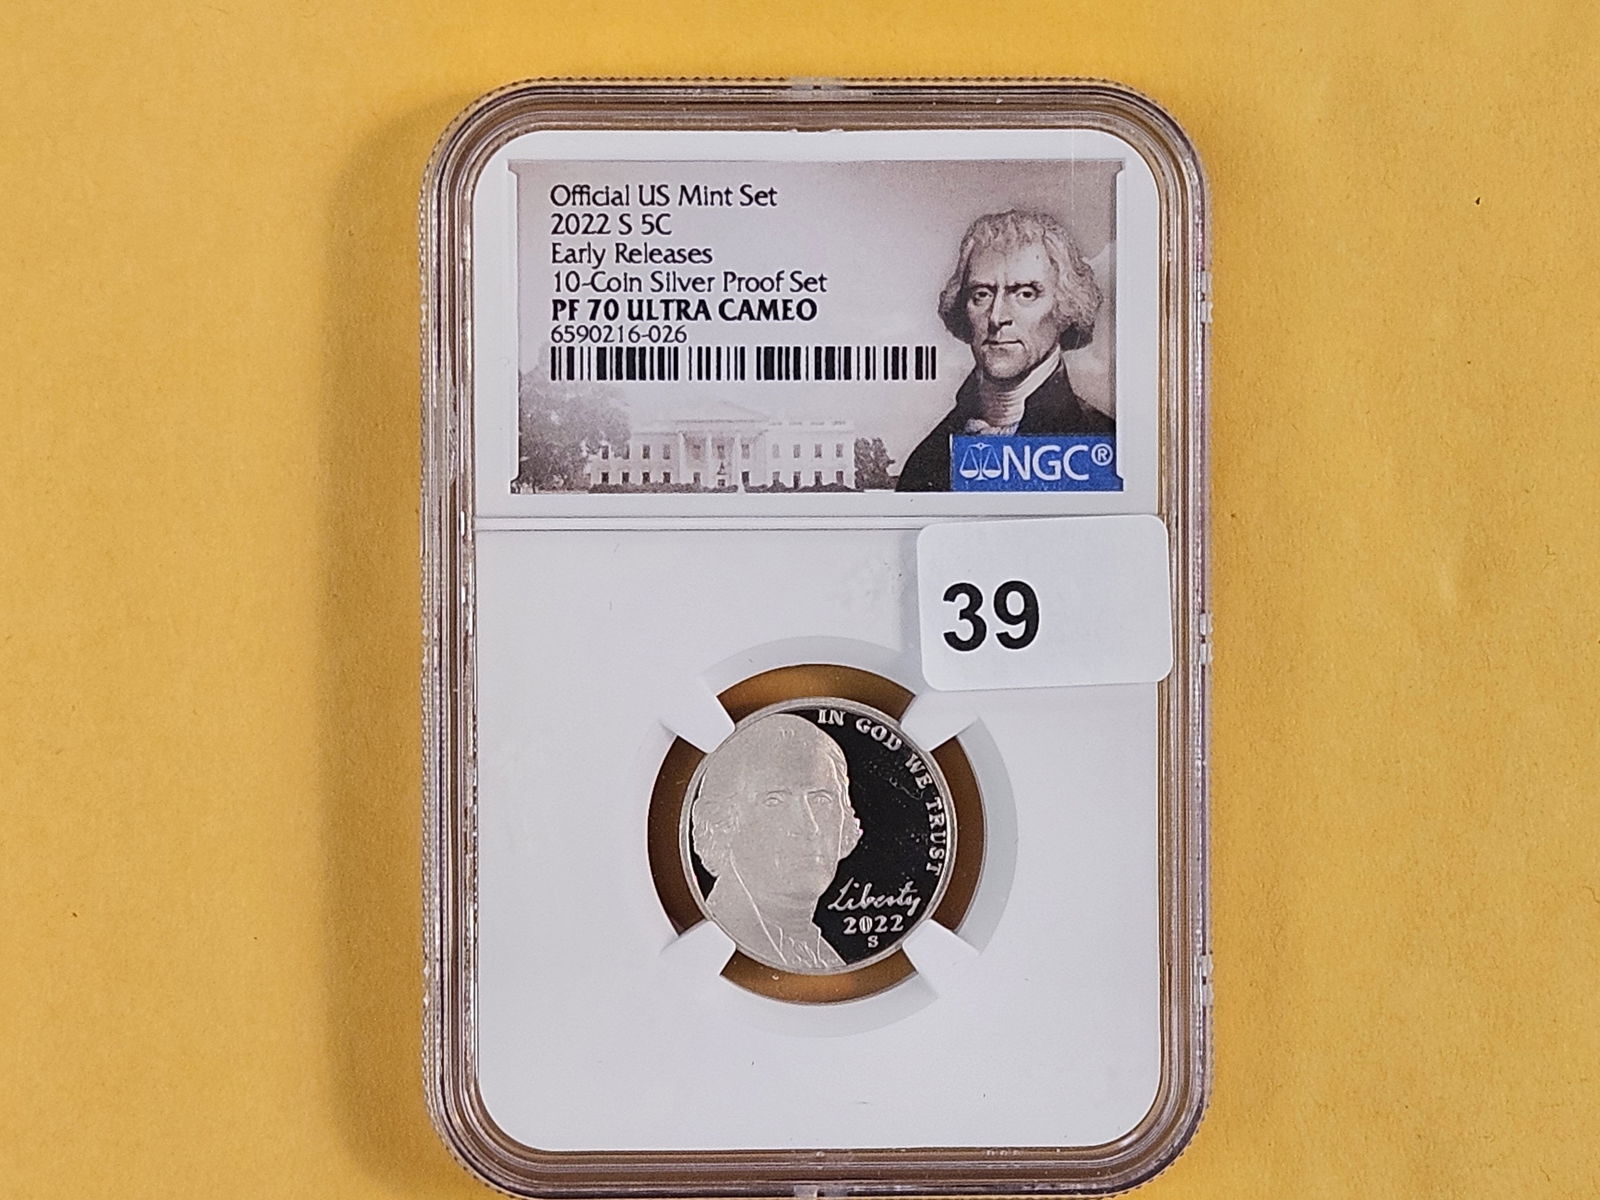 Official US Mint Set
2022 S 5C
Early Releases
10-Coin Silver Proof Set
PF 70 ULTRA CAMEO
6590216-026
NGC®
39
IN GOD WE TRUST
Liberty
2022
S